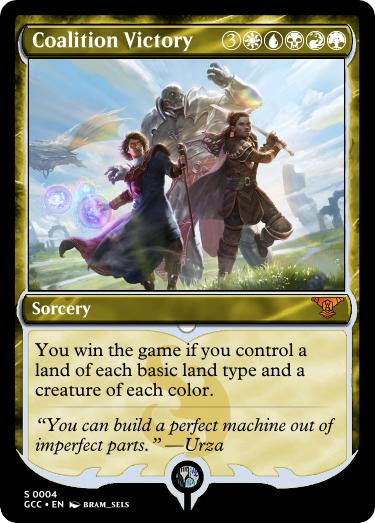 Coalition Victory 3
Sorcery
You win the game if you control a
land of each basic land type and a
creature of each color.
“You can build a perfect machine out of
imperfect parts.” —Urza
S 0004
GCC • EN BRAM_SELS